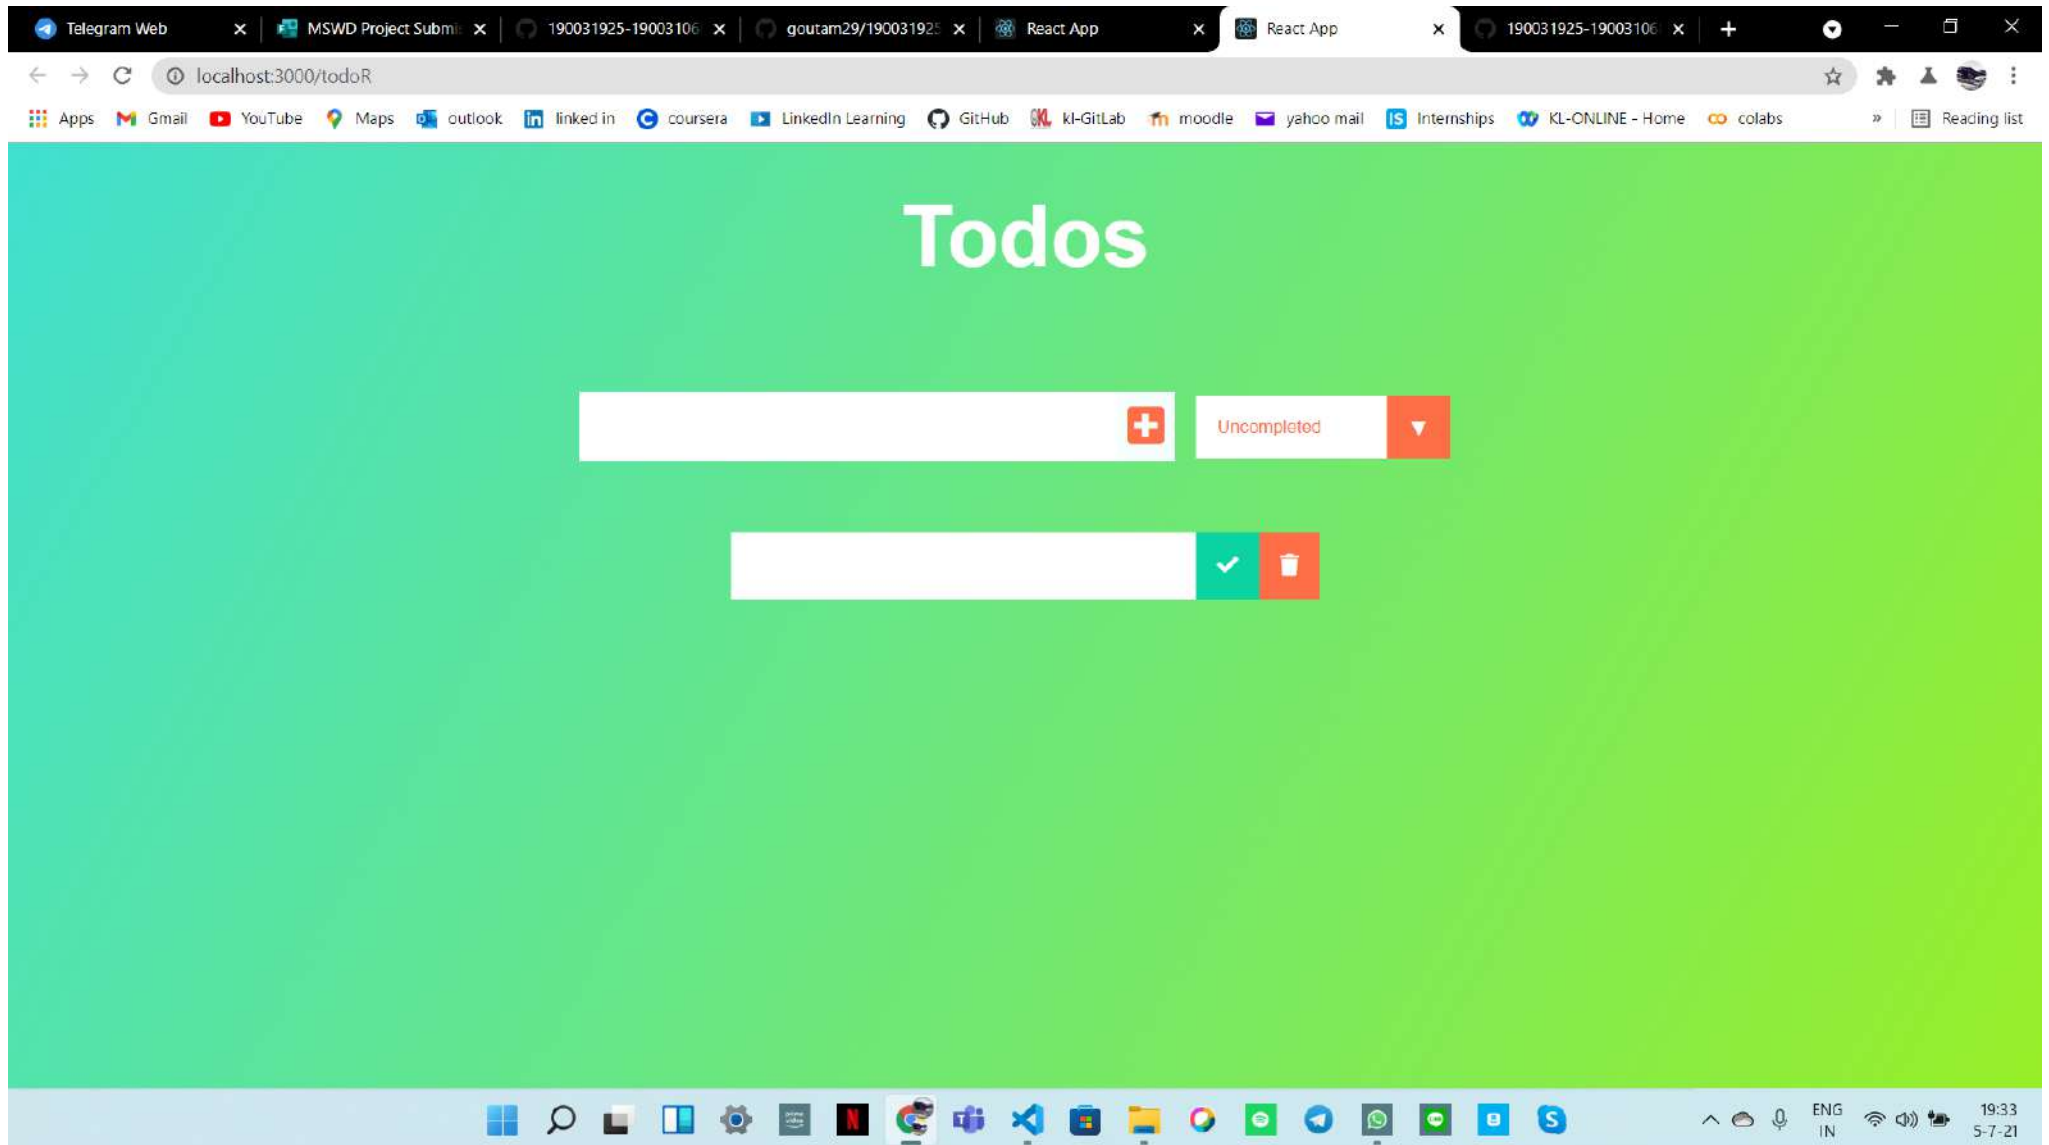 Telegram Web
MSWD Project Submi
190031925-19003106
goutam29/190031925
React App
React App
190031925-19003106
localhost:3000/todoR
Apps
Gmail
YouTube
Maps
outlook
linked in
coursera
LinkedIn Learning
GitHub
kl-GitLab
moodle
yahoo mail
IS Internships
KL-ONLINE - Home
colabs
»
Reading list
Todos
Uncompleted
ENG
IN
19:33
5-7-21